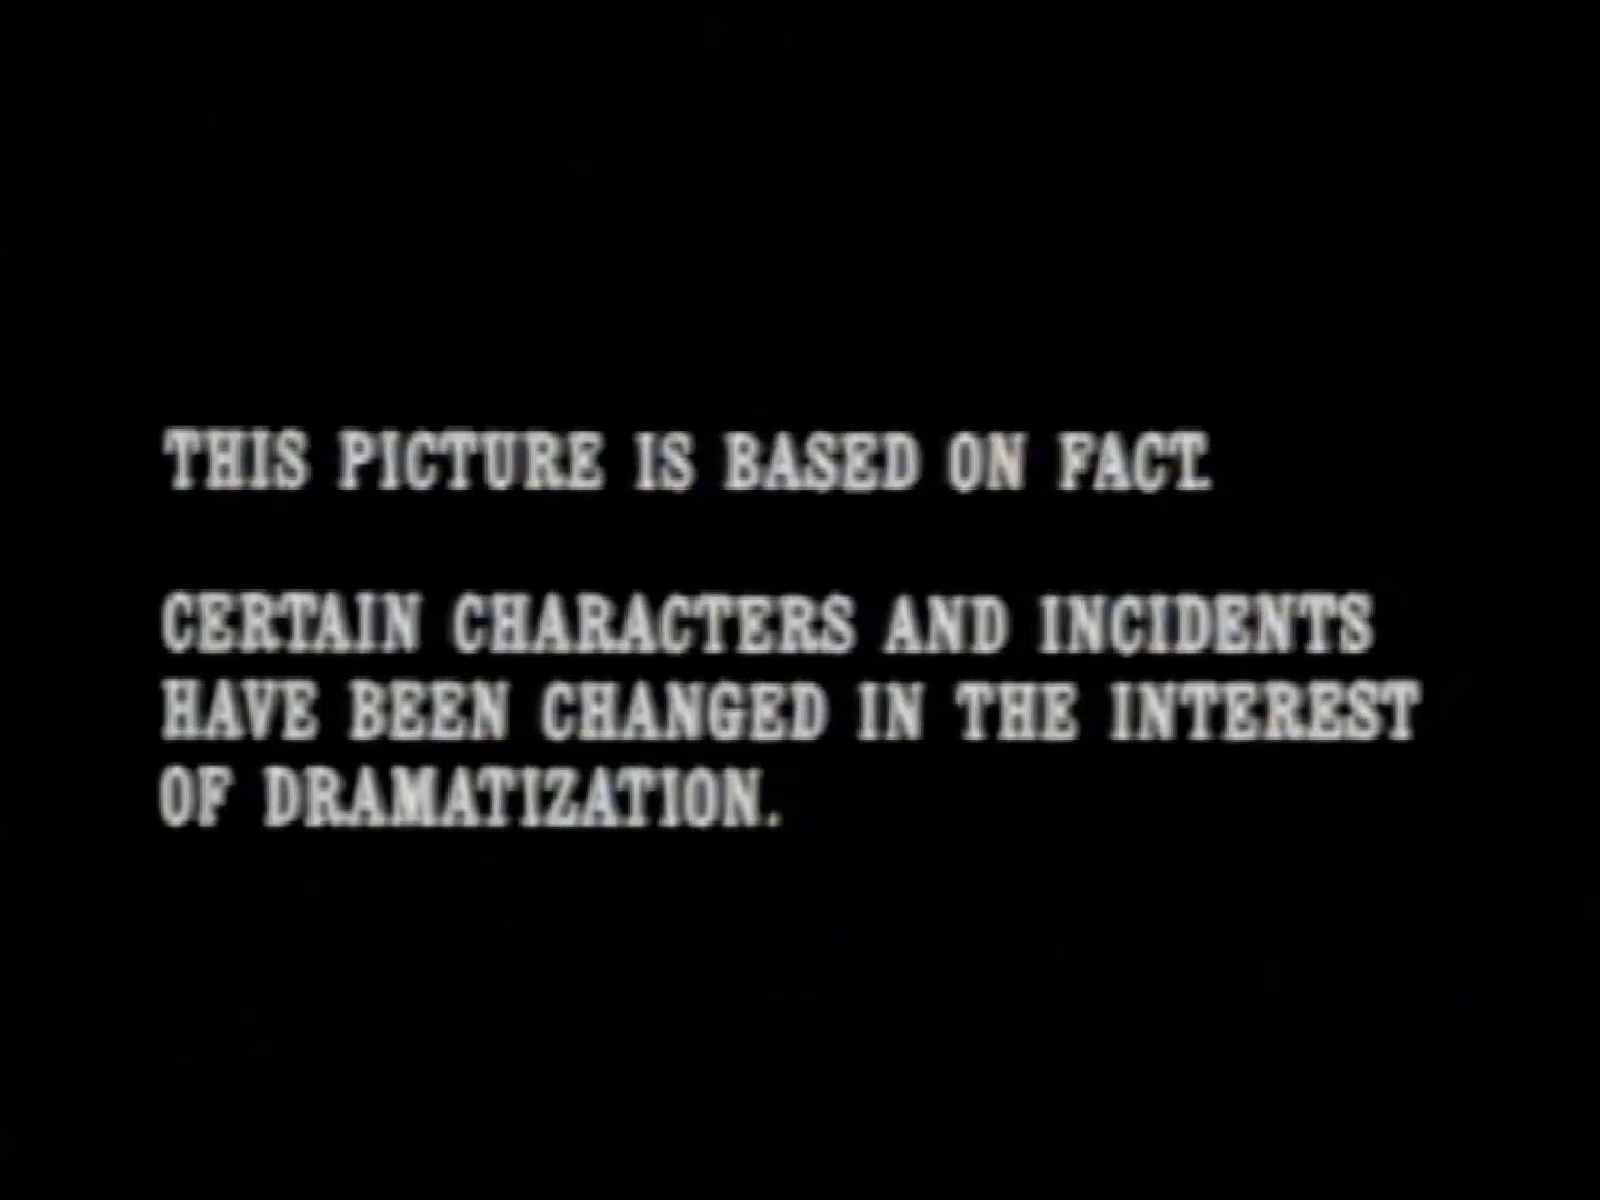 THIS PICTURE IS BASED ON FACT.
CERTAIN CHARACTERS AND INCIDENTS
HAVE BEEN CHANGED IN THE INTEREST
OF DRAMATIZATION.